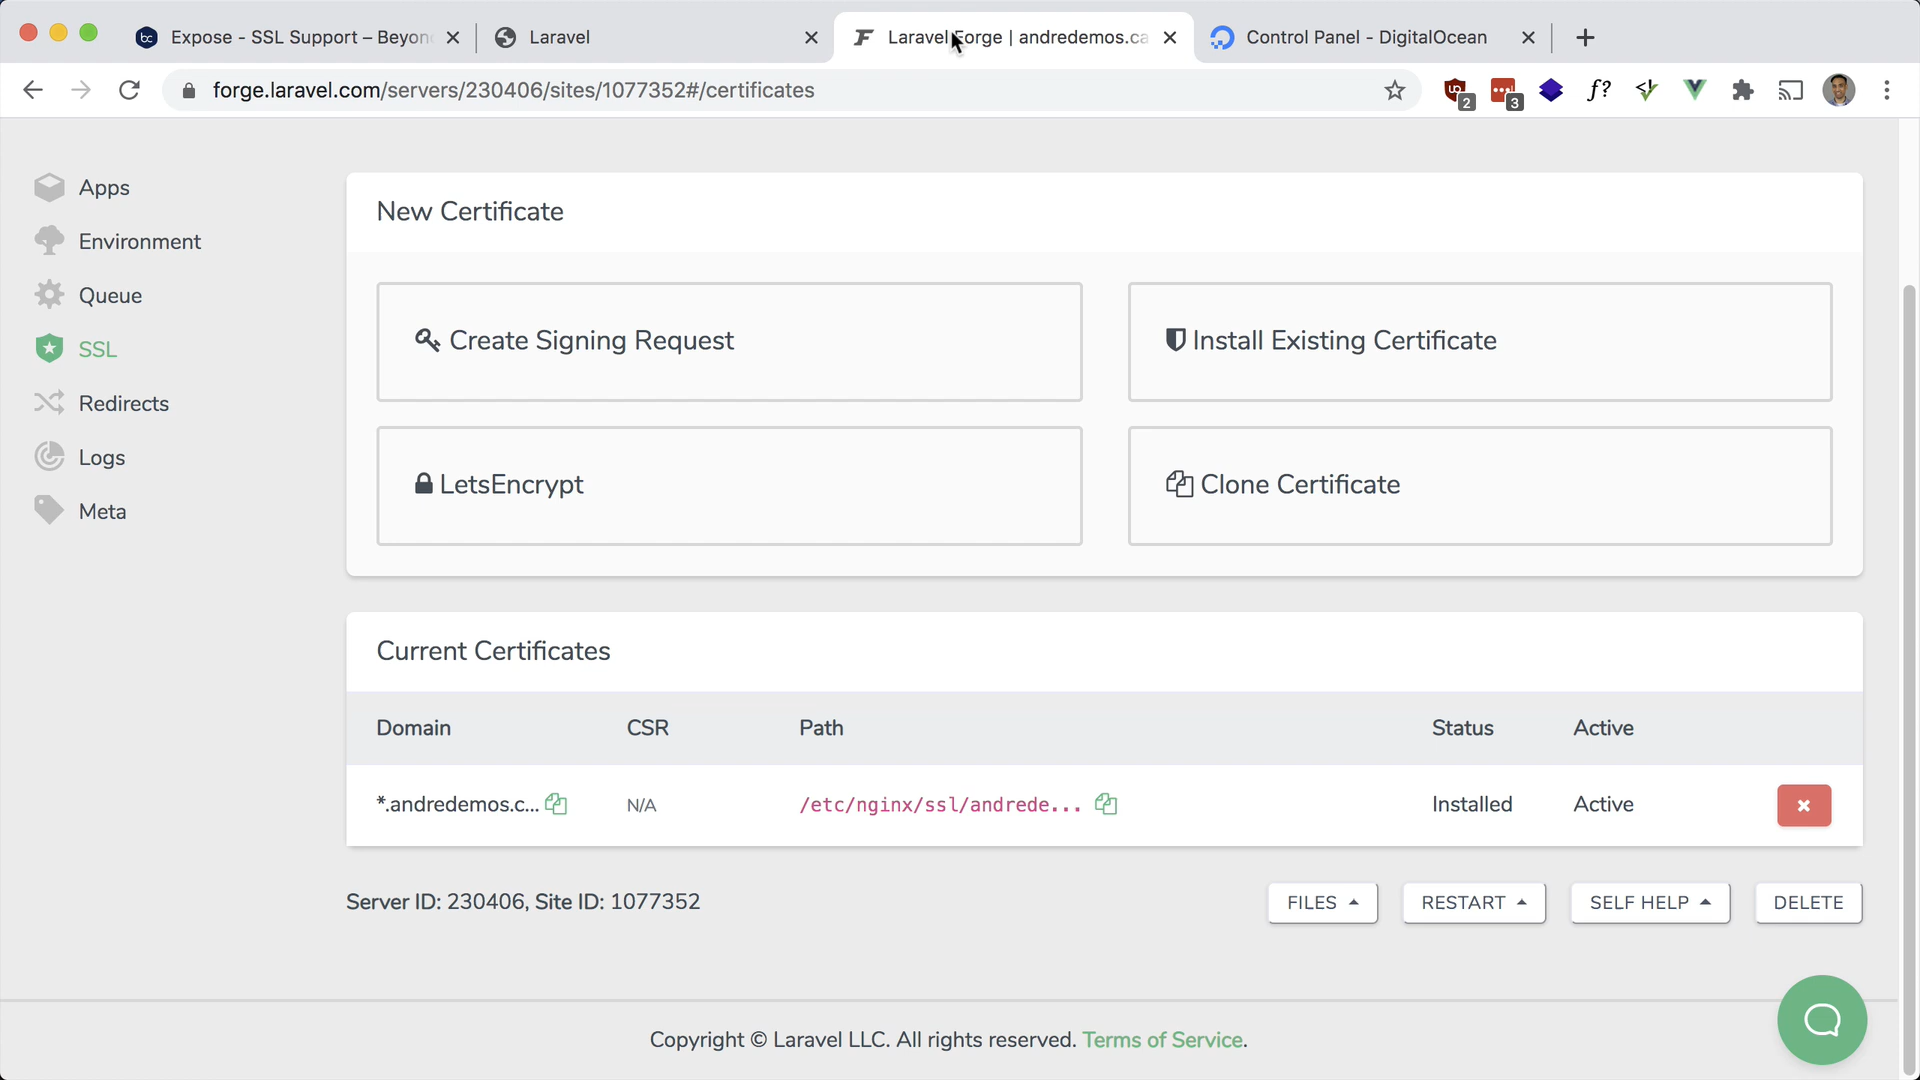 Expose - SSL Support – Beyon
Laravel
Laravel Forge | andredemos.ca
Control Panel - DigitalOcean
forge.laravel.com/servers/230406/sites/1077352#/certificates
2
3
f?
Apps
Environment
Queue
SSL
Redirects
Logs
Meta
New Certificate
Create Signing Request
Install Existing Certificate
LetsEncrypt
Clone Certificate
Current Certificates
Domain CSR Path Status Active
*.andredemos.c... N/A /etc/nginx/ssl/andrede... Installed Active
Server ID: 230406, Site ID: 1077352
FILES
RESTART
SELF HELP
DELETE
Copyright © Laravel LLC. All rights reserved. Terms of Service.